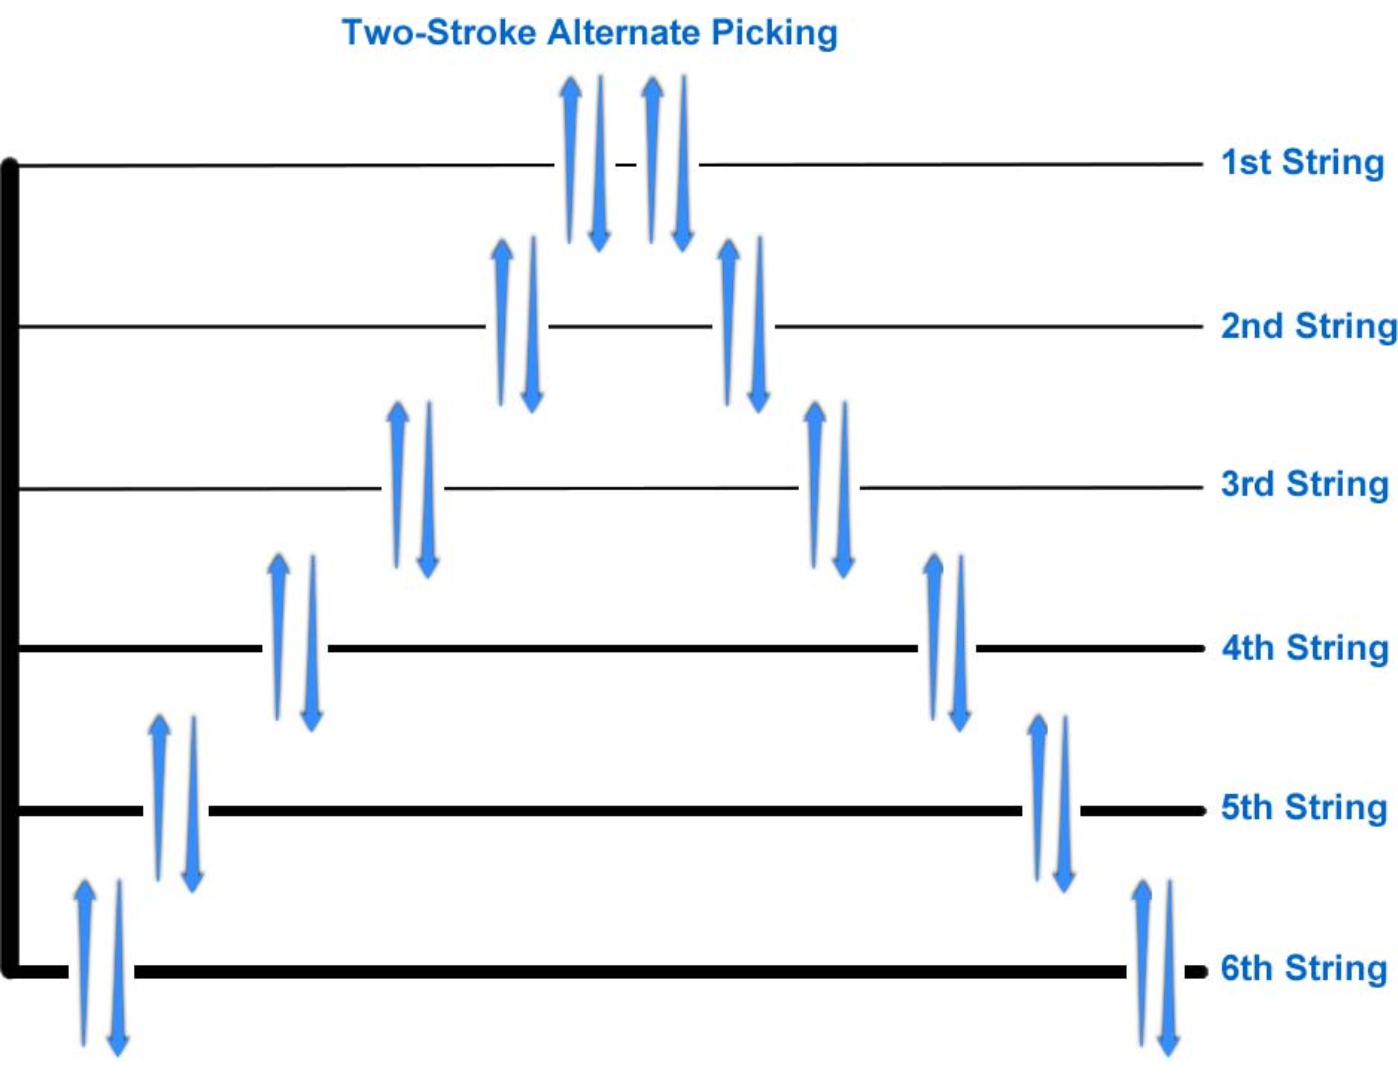 Two-Stroke Alternate Picking
1st String
2nd String
3rd String
4th String
5th String
6th String